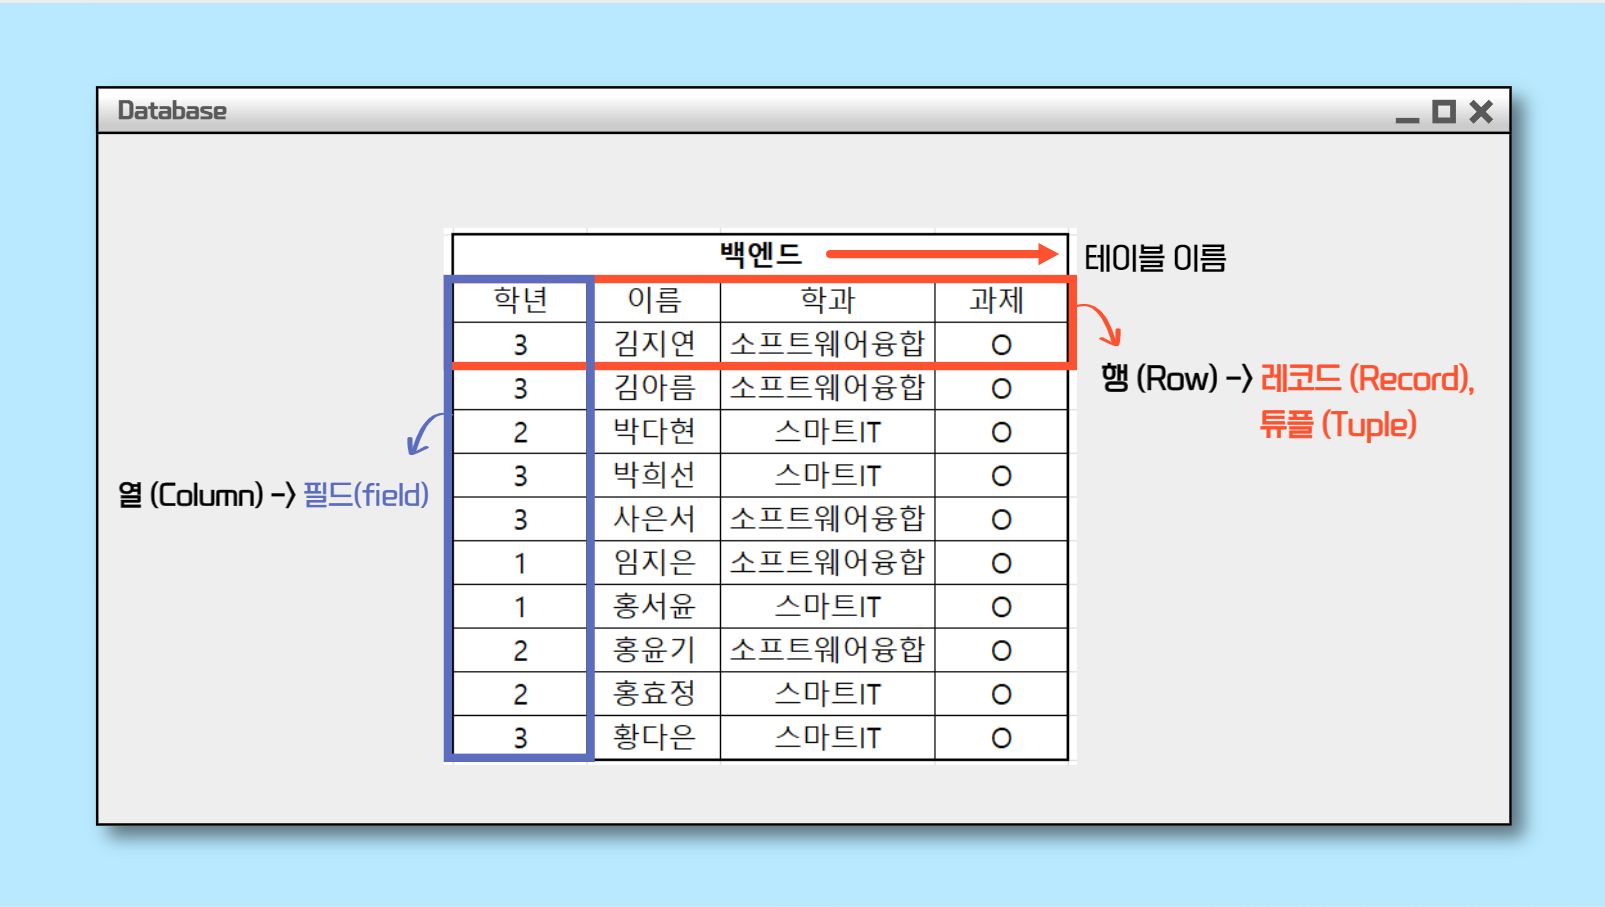 Database
백엔드
테이블 이름
학년 이름 학과 과제
3 김지연 소프트웨어융합 O
3 김아름 소프트웨어융합 O
2 박다현 스마트IT O
3 박희선 스마트IT O
3 사은서 소프트웨어융합 O
1 임지은 소프트웨어융합 O
1 홍서윤 스마트IT O
2 홍윤기 소프트웨어융합 O
2 홍효정 스마트IT O
3 황다은 스마트IT O
행 (Row) -> 레코드 (Record),
튜플 (Tuple)
열 (Column) -> 필드(field)